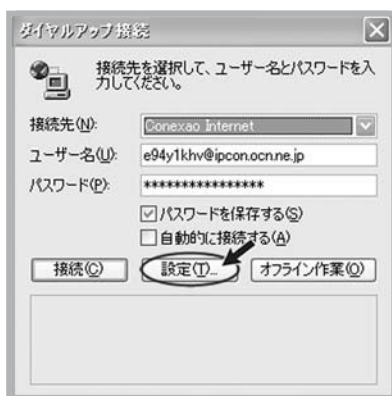 ダイヤルアップ接続
接続先を選択して、ユーザー名とパスワードを入
力してください。
接続先(N):
Conexao Internet
ユーザー名(U):
e94y1khv@ipcon.ocn.ne.jp
パスワード(P):
****************
パスワードを保存する(S)
自動的に接続する(A)
接続(C)
設定(T)...
オフライン作業(O)